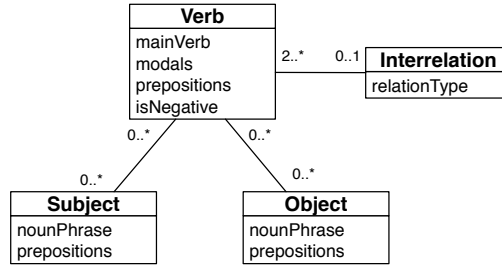 Verb
mainVerb
modals
prepositions
isNegative
2..*
0..1
Interrelation
relationType
0..*
0..*
0..*
0..*
Subject
nounPhrase
prepositions
Object
nounPhrase
prepositions